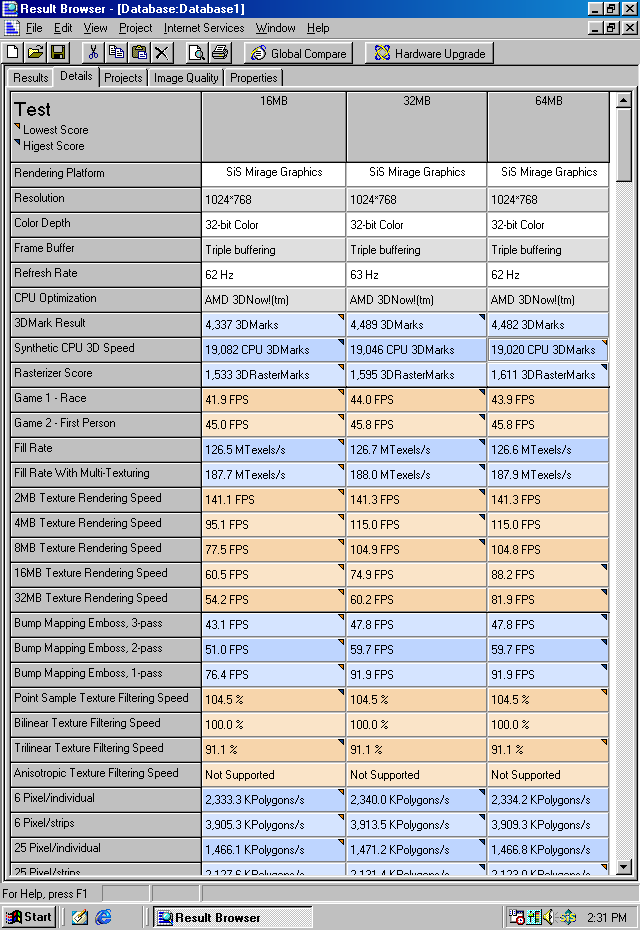 Result Browser - [Database:Database1]
File Edit View Project Internet Services Window Help
Global Compare Hardware Upgrade
Results Details Projects Image Quality Properties
Test 16MB 32MB 64MB
Lowest Score
Higest Score
Rendering Platform SiS Mirage Graphics SiS Mirage Graphics SiS Mirage Graphics
Resolution 1024*768 1024*768 1024*768
Color Depth 32-bit Color 32-bit Color 32-bit Color
Frame Buffer Triple buffering Triple buffering Triple buffering
Refresh Rate 62 Hz 63 Hz 62 Hz
CPU Optimization AMD 3DNow!(tm) AMD 3DNow!(tm) AMD 3DNow!(tm)
3DMark Result 4,337 3DMarks 4,489 3DMarks 4,482 3DMarks
Synthetic CPU 3D Speed 19,082 CPU 3DMarks 19,046 CPU 3DMarks 19,020 CPU 3DMarks
Rasterizer Score 1,533 3DRasterMarks 1,595 3DRasterMarks 1,611 3DRasterMarks
Game 1 - Race 41.9 FPS 44.0 FPS 43.9 FPS
Game 2 - First Person 45.0 FPS 45.8 FPS 45.8 FPS
Fill Rate 126.5 MTexels/s 126.7 MTexels/s 126.6 MTexels/s
Fill Rate With Multi-Texturing 187.7 MTexels/s 188.0 MTexels/s 187.9 MTexels/s
2MB Texture Rendering Speed 141.1 FPS 141.3 FPS 141.3 FPS
4MB Texture Rendering Speed 95.1 FPS 115.0 FPS 115.0 FPS
8MB Texture Rendering Speed 77.5 FPS 104.9 FPS 104.8 FPS
16MB Texture Rendering Speed 60.5 FPS 74.9 FPS 88.2 FPS
32MB Texture Rendering Speed 54.2 FPS 60.2 FPS 81.9 FPS
Bump Mapping Emboss, 3-pass 43.1 FPS 47.8 FPS 47.8 FPS
Bump Mapping Emboss, 2-pass 51.0 FPS 59.7 FPS 59.7 FPS
Bump Mapping Emboss, 1-pass 76.4 FPS 91.9 FPS 91.9 FPS
Point Sample Texture Filtering Speed 104.5 % 104.5 % 104.5 %
Bilinear Texture Filtering Speed 100.0 % 100.0 % 100.0 %
Trilinear Texture Filtering Speed 91.1 % 91.1 % 91.1 %
Anisotropic Texture Filtering Speed Not Supported Not Supported Not Supported
6 Pixel/individual 2,333.3 KPolygons/s 2,340.0 KPolygons/s 2,334.2 KPolygons/s
6 Pixel/strips 3,905.3 KPolygons/s 3,913.5 KPolygons/s 3,909.3 KPolygons/s
25 Pixel/individual 1,466.1 KPolygons/s 1,471.2 KPolygons/s 1,466.8 KPolygons/s
25 Pixel/strips 2,127.6 KPolygons/s 2,131.4 KPolygons/s 2,123.0 KPolygons/s
For Help, press F1
Start Result Browser 2:31 PM